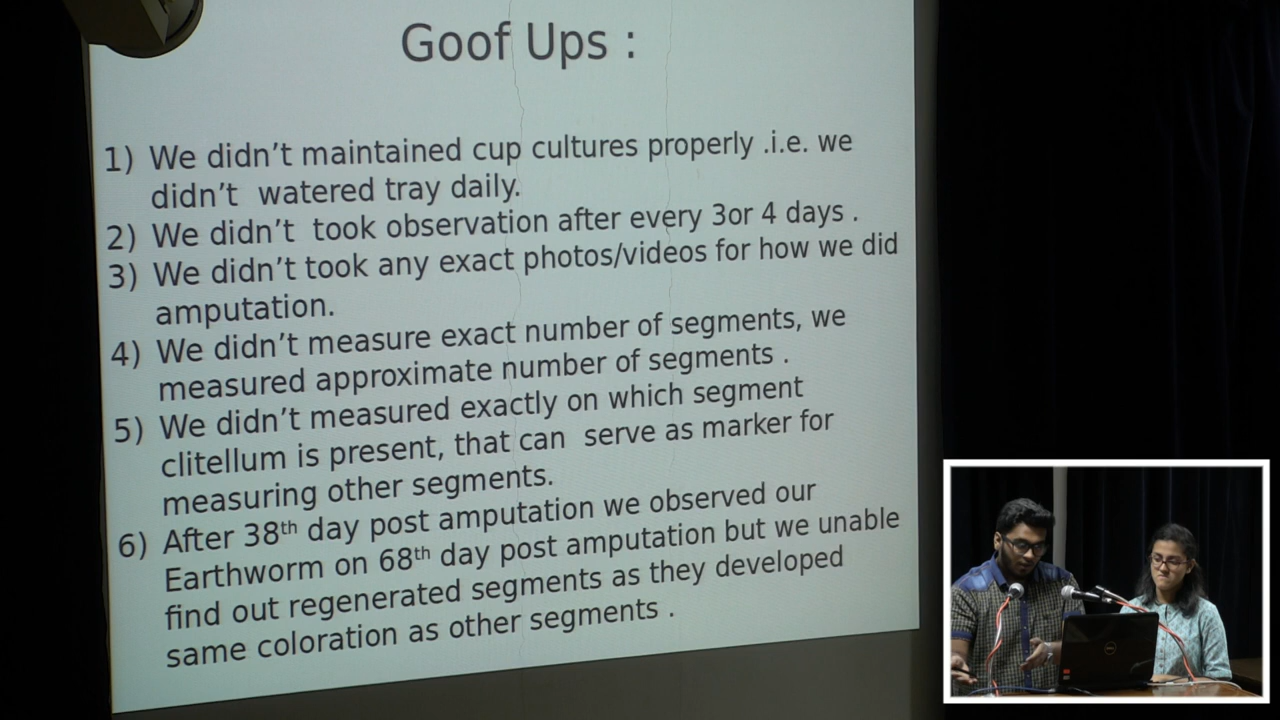 Goof Ups :
1) We didn't maintained cup cultures properly .i.e. we
didn't watered tray daily.
2) We didn't took observation after every 3or 4 days .
3) We didn't took any exact photos/videos for how we did
amputation.
4) We didn't measure exact number of segments, we
measured approximate number of segments .
5) We didn't measured exactly on which segment
clitellum is present, that can serve as marker for
measuring other segments.
6) After 38th day post amputation we observed our
Earthworm on 68th day post amputation but we unable
find out regenerated segments as they developed
same coloration as other segments .